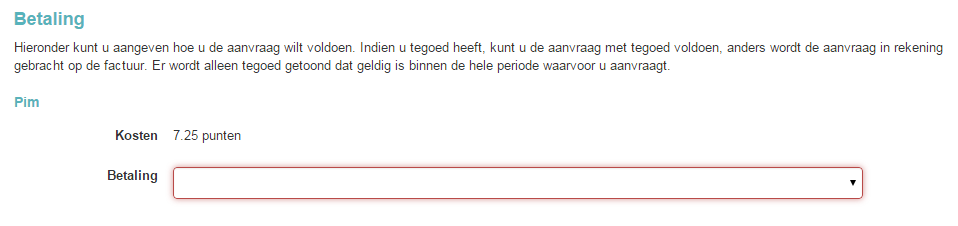 Betaling
Hieronder kunt u aangeven hoe u de aanvraag wilt voldoen. Indien u tegoed heeft, kunt u de aanvraag met tegoed voldoen, anders wordt de aanvraag in rekening
gebracht op de factuur. Er wordt alleen tegoed getoond dat geldig is binnen de hele periode waarvoor u aanvraagt.
Pim
Kosten 7.25 punten
Betaling